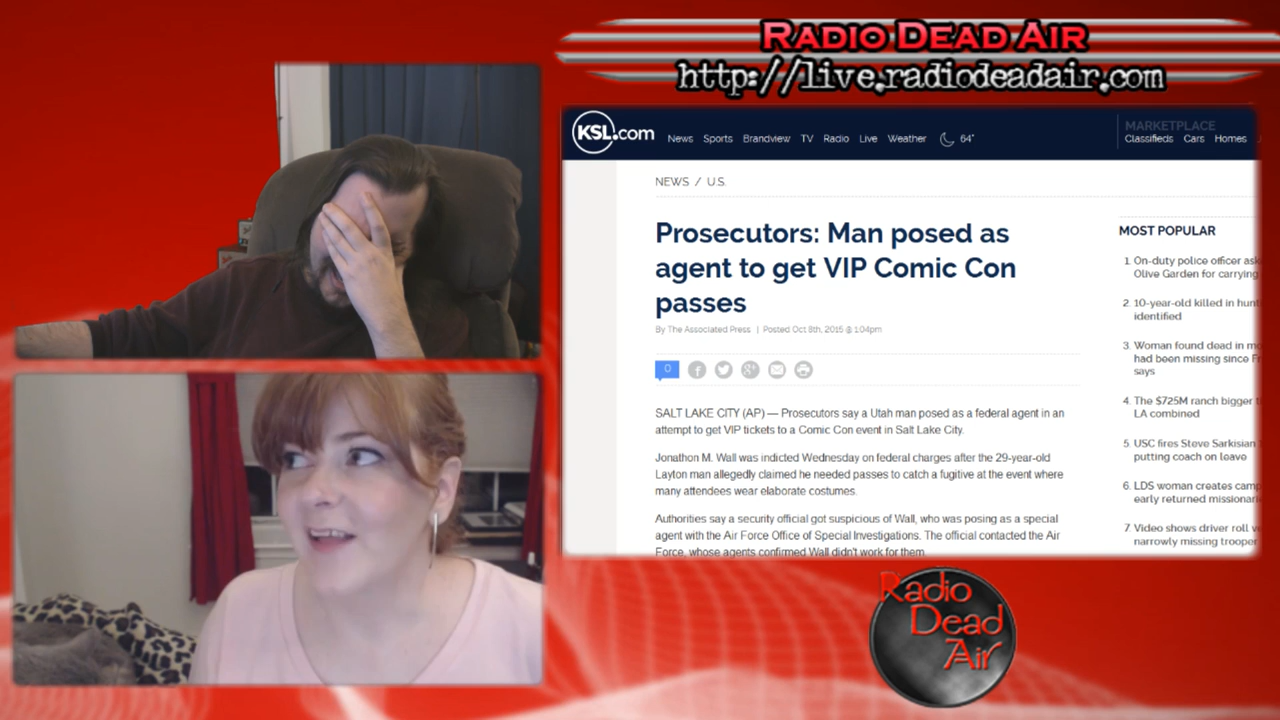 RADIO DEAD AIR
http://live.radiodeadair.com
KSL.com News Sports Brandview TV Radio Live Weather 64°
MARKETPLACE
Classifieds Cars Homes
NEWS / U.S.
Prosecutors: Man posed as
agent to get VIP Comic Con
passes
By The Associated Press | Posted Oct 8th, 2015 @ 1:04pm
0
SALT LAKE CITY (AP) — Prosecutors say a Utah man posed as a federal agent in an
attempt to get VIP tickets to a Comic Con event in Salt Lake City.
Jonathon M. Wall was indicted Wednesday on federal charges after the 29-year-old
Layton man allegedly claimed he needed passes to catch a fugitive at the event where
many attendees wear elaborate costumes.
Authorities say a security official got suspicious of Wall, who was posing as a special
agent with the Air Force Office of Special Investigations. The official contacted the Air
Force, whose agents confirmed Wall didn't work for them.
MOST POPULAR
1. On-duty police officer
Olive Garden for carrying
2. 10-year-old killed in
identified
3. Woman found dead in
had been missing since
says
4. The $725M ranch bigger
LA combined
5. USC fires Steve Sarkisian
putting coach on leave
6. LDS woman creates
early returned
7 Video shows driver roll
narrowly missing trooper
Radio
Dead
Air